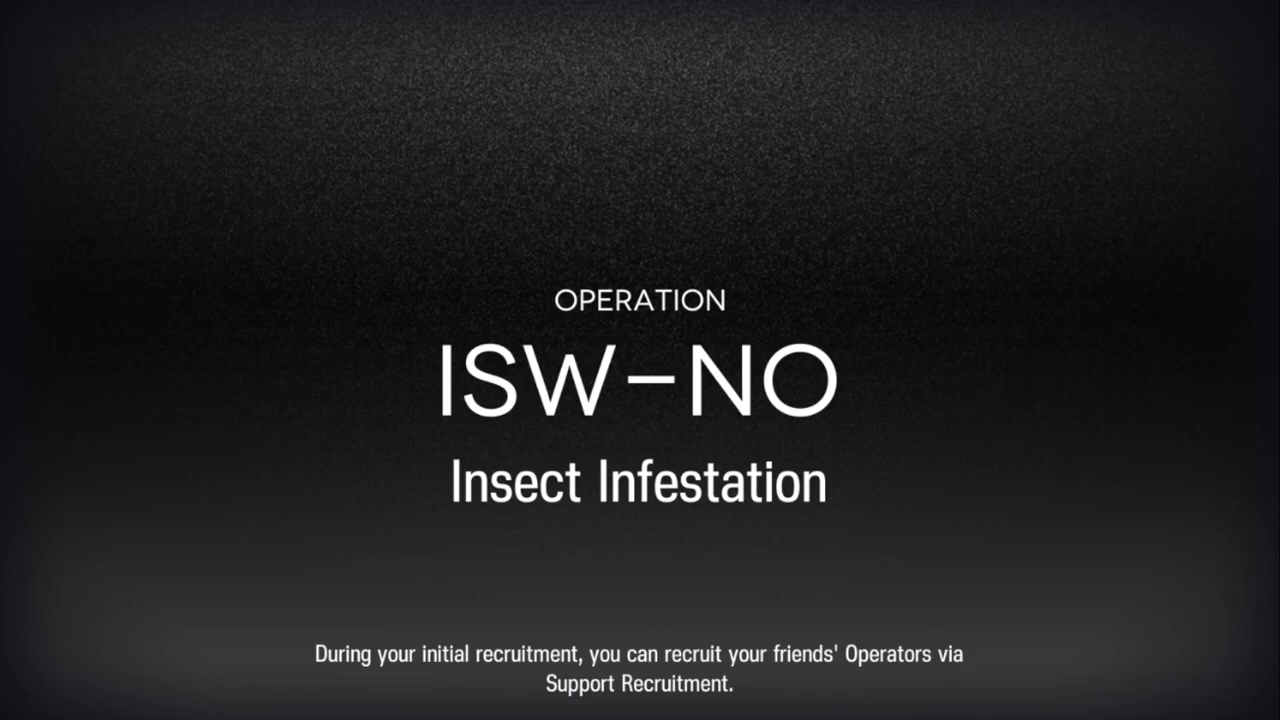 OPERATION
ISW-NO
Insect Infestation
During your initial recruitment, you can recruit your friends' Operators via
Support Recruitment.